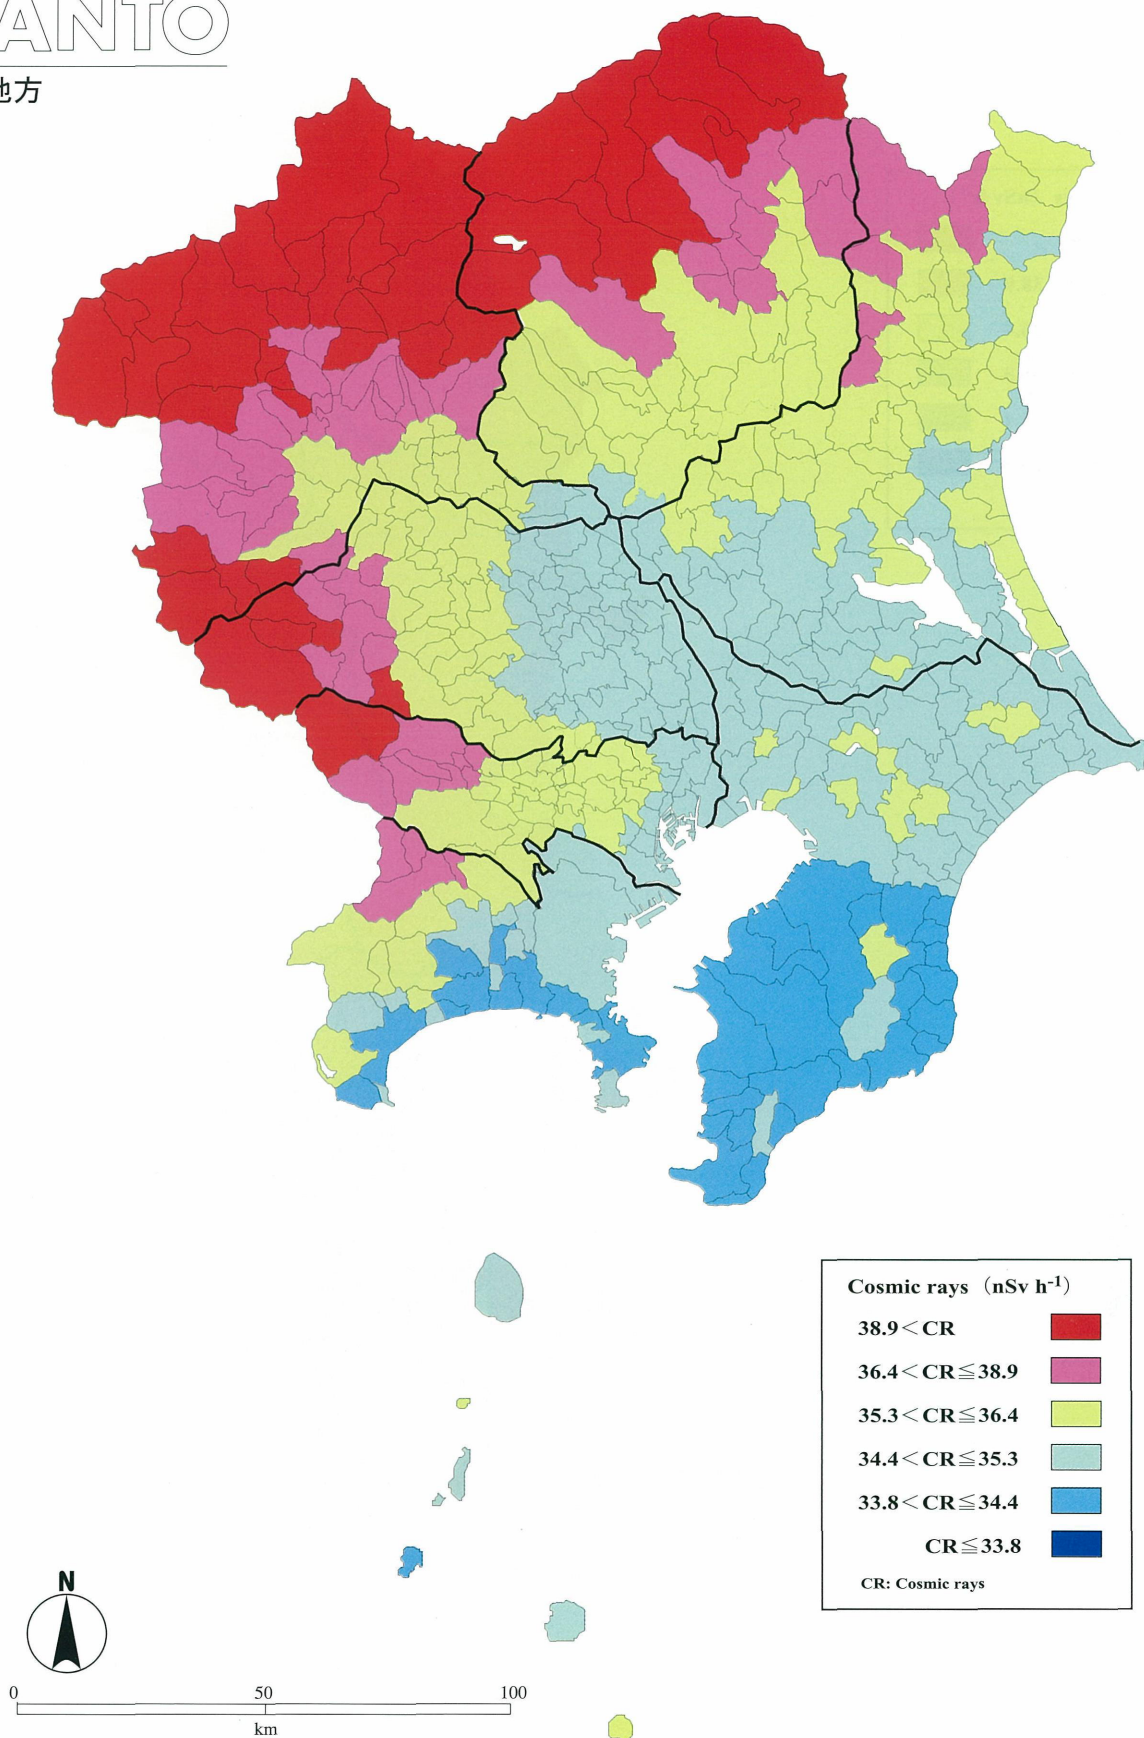 ANTO
地方
Cosmic rays （nSv h-1）
38.9＜CR
36.4＜CR≦38.9
35.3＜CR≦36.4
34.4＜CR≦35.3
33.8＜CR≦34.4
CR≦33.8
CR: Cosmic rays
N
0 50 100
km